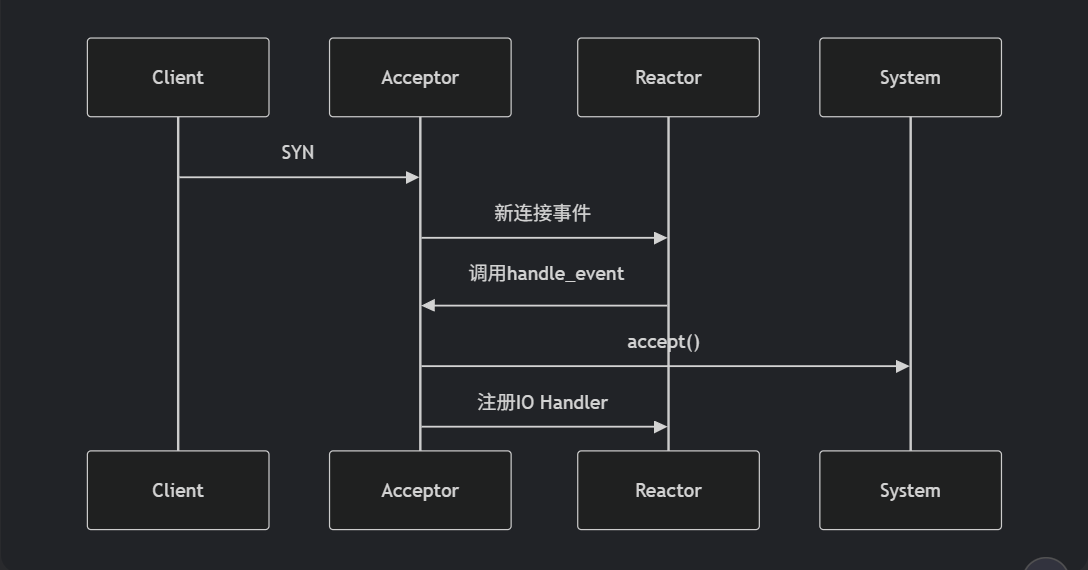 Client
Acceptor
Reactor
System
SYN
新连接事件
调用handle_event
accept()
注册IO Handler
Client
Acceptor
Reactor
System